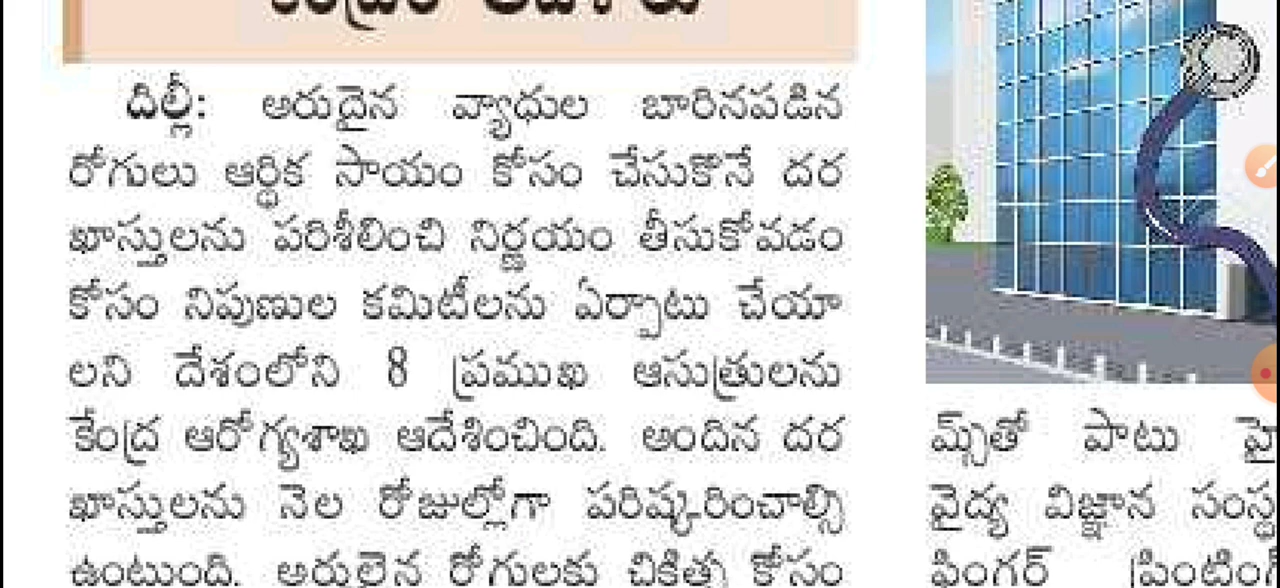 దిల్లీ: అరుదైన వ్యాధుల బారినపడిన
రోగులు ఆర్థిక సాయం కోసం చేసుకొనే దర
ఖాస్తులను పరిశీలించి నిర్ణయం తీసుకోవడం
కోసం నిపుణుల కమిటీలను ఏర్పాటు చేయా
లని దేశంలోని 8 ప్రముఖ ఆసుత్రులను
కేంద్ర ఆరోగ్యశాఖ ఆదేశించింది. అందిన దర
ఖాస్తులను నెల రోజుల్లోగా పరిష్కరించాల్సి
ఉంటుంది. అర్హులైన రోగులకు చికిత్స కోసం
మ్స్‌తో పాటు
వైద్య విజ్ఞాన సంస్థ
ఫింగర్ ప్రింటింగ్